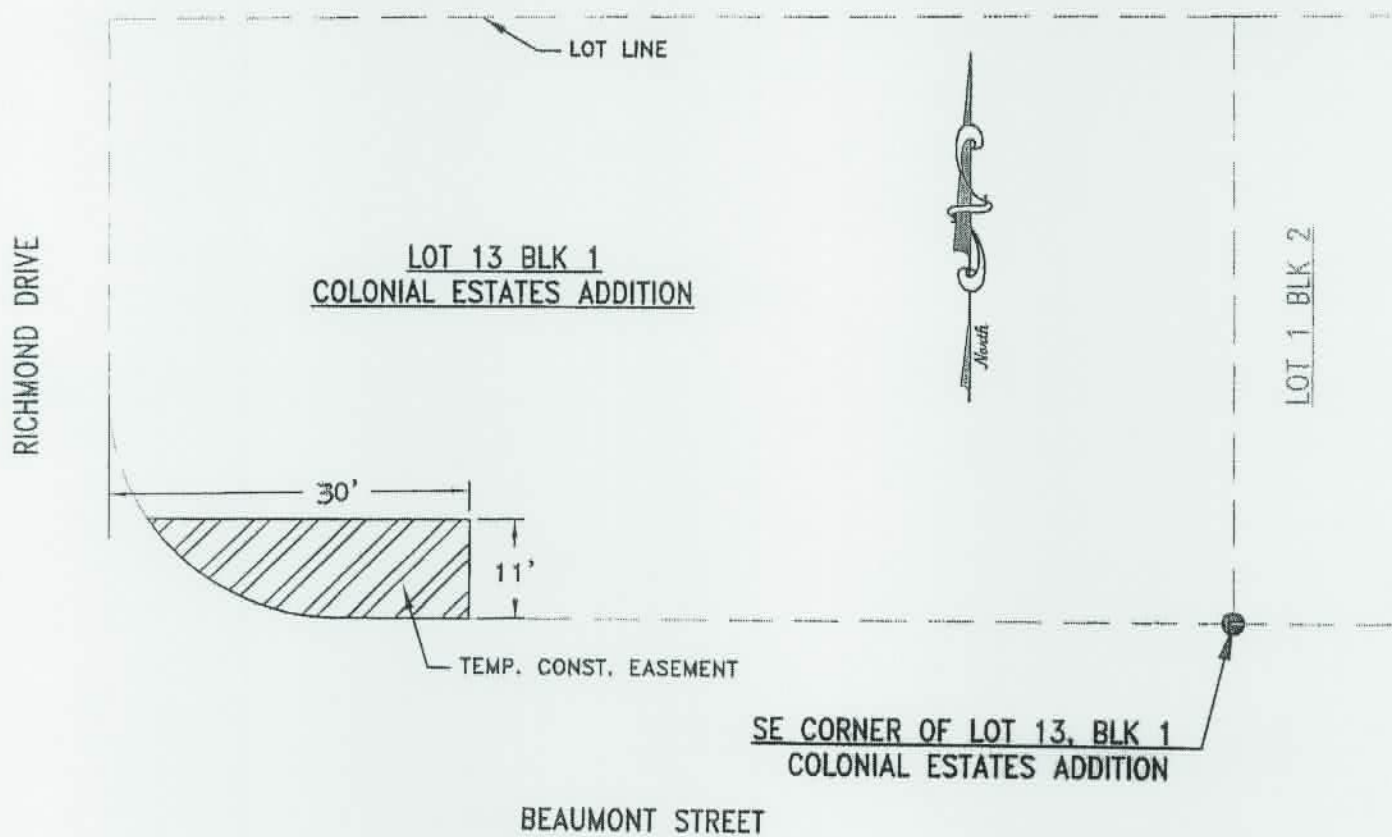 LOT LINE
RICHMOND DRIVE
LOT 13 BLK 1
COLONIAL ESTATES ADDITION
North
LOT 1 BLK 2
30'
11'
TEMP. CONST. EASEMENT
SE CORNER OF LOT 13, BLK 1
COLONIAL ESTATES ADDITION
BEAUMONT STREET